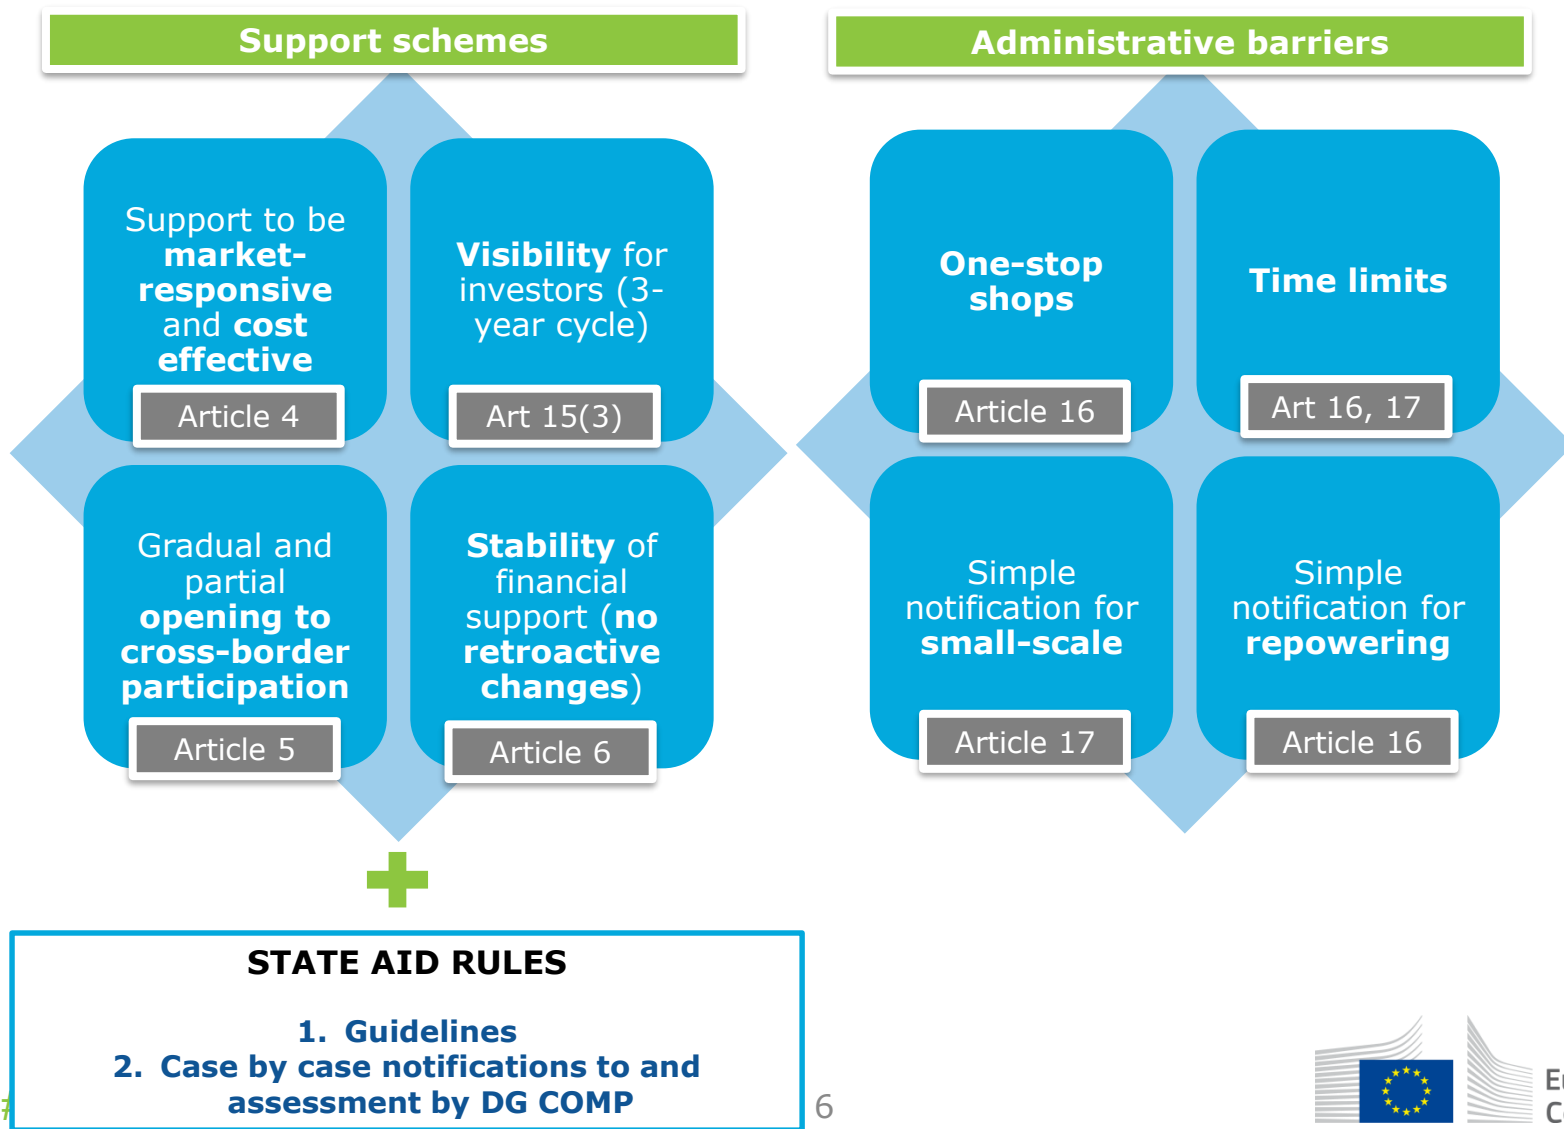 Support schemes
Support to be
market-
responsive
and cost
effective
Article 4
Visibility for
investors (3-
year cycle)
Art 15(3)
Gradual and
partial
opening to
cross-border
participation
Article 5
Stability of
financial
support (no
retroactive
changes)
Article 6
STATE AID RULES
1. Guidelines
2. Case by case notifications to and
assessment by DG COMP
Administrative barriers
One-stop
shops
Article 16
Time limits
Art 16, 17
Simple
notification for
small-scale
Article 17
Simple
notification for
repowering
Article 16
6